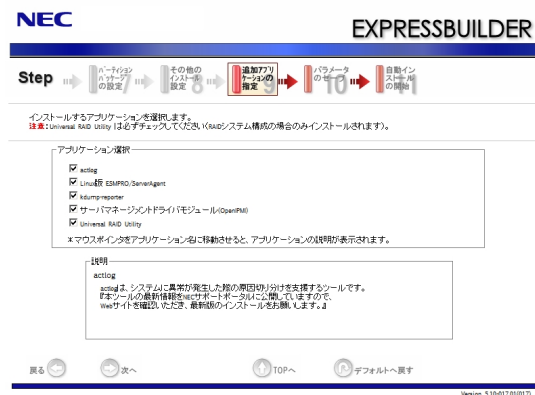 NEC
EXPRESSBUILDER
Step
パーティション
パッケージ
の設定
7
その他の
インストール
設定
8
追加アプリ
ケーションの
指定
9
パラメータ
のセーブ
10
自動イン
ストール
の開始
11
インストールするアプリケーションを選択します。
注意:Universal RAID Utility は必ずチェックしてください(RAIDシステム構成の場合のみインストールされます)。
アプリケーション選択
actlog
Linux版 ESMPRO/ServerAgent
kdump-reporter
サーバマネージメントドライバモジュール(OpenIPMI)
Universal RAID Utility
*マウスポインタをアプリケーション名に移動させると、アプリケーションの説明が表示されます。
説明
actlog
actlogは、システムに異常が発生した際の原因切り分けを支援するツールです。
『本ツールの最新情報をNECサポートポータルに公開していますので、
Webサイトを確認いただき、最新版のインストールをお願いします。』
戻る
次へ
TOPへ
デフォルトへ戻す
Version 5.10-017.01(017)